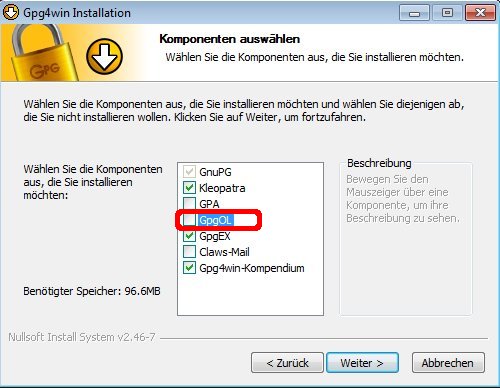 Gpg4win Installation
GPG
Komponenten auswählen
Wählen Sie die Komponenten aus, die Sie installieren möchten.
Wählen Sie die Komponenten aus, die Sie installieren möchten und wählen Sie diejenigen ab,
die Sie nicht installieren wollen. Klicken Sie auf Weiter, um fortzufahren.
Wählen Sie die Komponenten
aus, die Sie installieren
möchten:
GnuPG
Kleopatra
GPA
GpgOL
GpgEX
Claws-Mail
Gpg4win-Kompendium
Beschreibung
Bewegen Sie den
Mauszeiger über eine
Komponente, um ihre
Beschreibung zu sehen.
Benötigter Speicher: 96.6MB
Nullsoft Install System v2.46-7
< Zurück
Weiter >
Abbrechen